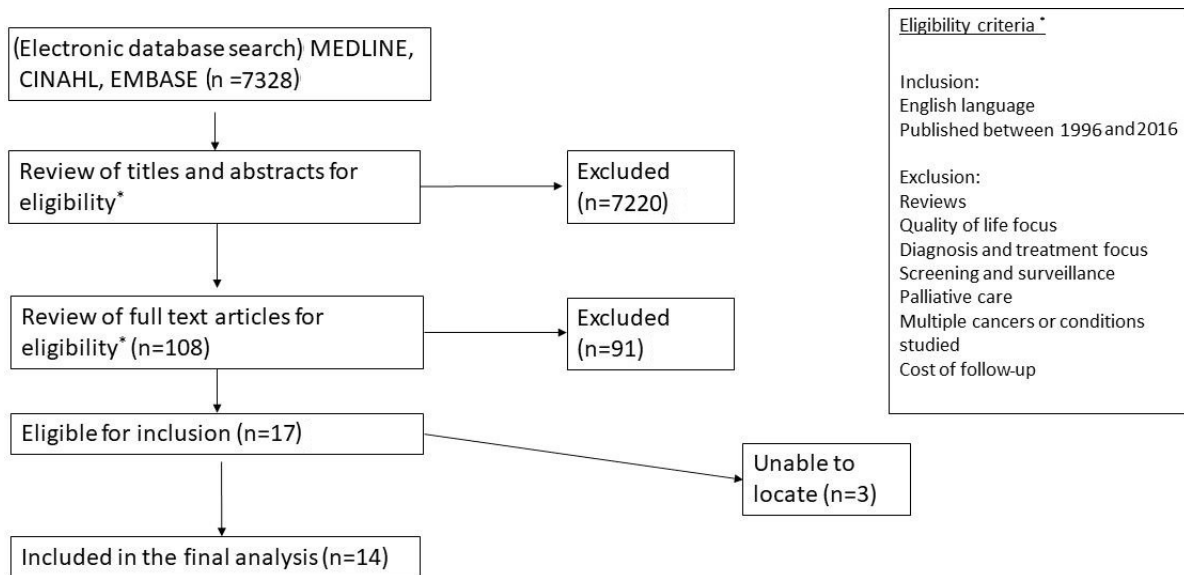 (Electronic database search) MEDLINE,
CINAHL, EMBASE (n =7328)
Review of titles and abstracts for
eligibility*
Excluded
(n=7220)
Review of full text articles for
eligibility* (n=108)
Excluded
(n=91)
Eligible for inclusion (n=17)
Unable to
locate (n=3)
Included in the final analysis (n=14)
Eligibility criteria *
Inclusion:
English language
Published between 1996 and 2016
Exclusion:
Reviews
Quality of life focus
Diagnosis and treatment focus
Screening and surveillance
Palliative care
Multiple cancers or conditions
studied
Cost of follow-up